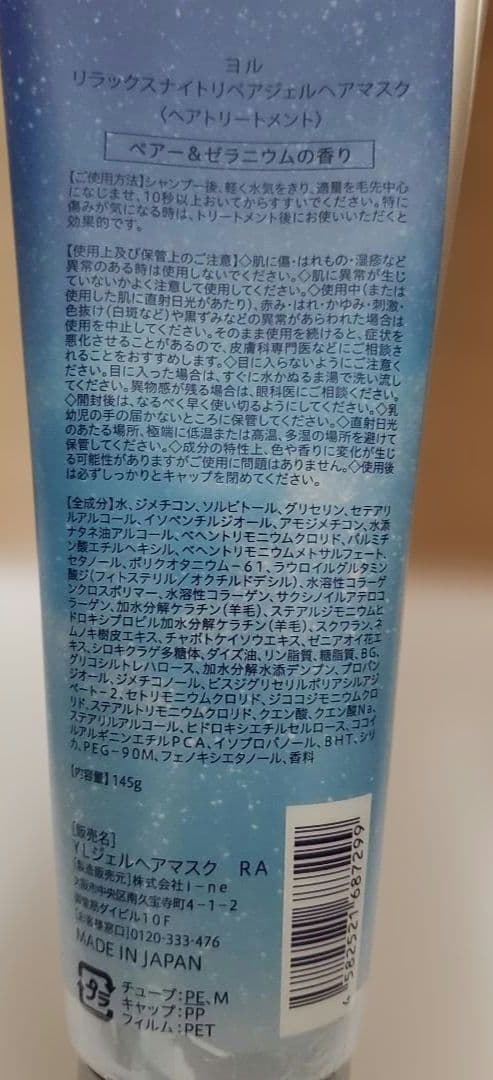 ヨル
リラックスナイトリペアジェルヘアマスク
〈ヘアトリートメント〉
ペアー&ゼラニウムの香り
【ご使用方法】シャンプー後、軽く水気をきり、適量を毛先中心
になじませ、10秒以上おいてからすすいでください。特に
傷みが気になる時は、トリートメント後にお使いいただくと
効果的です。
【使用上及び保管上のご注意】◇肌に傷・はれもの・湿疹など
異常のある時は使用しないでください。◇肌に異常が生じ
ていないかよく注意して使用してください。◇使用中(または
使用した肌に直射日光があたり)、赤み・はれ・かゆみ・刺激・
色抜け(白斑など)や黒ずみなどの異常があらわれた場合は
使用を中止してください。そのまま使用を続けると、症状を
悪化させることがあるので、皮膚科専門医などにご相談さ
れることをおすすめします。◇目に入らないようにご注意くだ
さい。目に入った場合は、すぐに水かぬるま湯で洗い流し
てください。異物感が残る場合は、眼科医にご相談ください。
◇開封後は、なるべく早く使い切るようにしてください。◇乳
幼児の手の届かないところに保管してください。◇直射日光
のあたる場所、極端に低温または高温、多湿の場所を避けて
保管してください。◇成分の特性上、色や香りに変化が生じ
る可能性がありますがご使用に問題はありません。◇使用後
は必ずしっかりとキャップを閉めてください。
【全成分】水、ジメチコン、ソルビトール、グリセリン、セテアリ
ルアルコール、イソペンチルジオール、アモジメチコン、水添
ナタネ油アルコール、ベヘントリモニウムクロリド、パルミチ
ン酸エチルヘキシル、ベヘントリモニウムメトサルフェート、
セタノール、ポリクオタニウム-61、ラウロイルグルタミン
酸ジ(フィトステリル/オクチルドデシル)、水溶性コラーゲ
ンクロスポリマー、水溶性コラーゲン、サクシノイルアテロコ
ラーゲン、加水分解ケラチン(羊毛)、ステアルジモニウムヒ
ドロキシプロピル加水分解ケラチン(羊毛)、スクワラン、ネ
ムノキ樹皮エキス、チャボトケイソウエキス、ゼニアオイ花エ
キス、シロキクラゲ多糖体、ダイズ油、リン脂質、糖脂質、BG、
グリコシルトレハロース、加水分解水添デンプン、プロパン
ジオール、ジメチコノール、ビスジグリセリルポリアシルアジ
ペート-2、セトリモニウムクロリド、ジココジモニウムクロ
リド、ステアルトリモニウムクロリド、クエン酸、クエン酸Na、
ステアリルアルコール、ヒドロキシエチルセルロース、ココイ
ルアルギニンエチルPCA、イソプロパノール、BHT、シリ
カ、PEG-90M、フェノキシエタノール、香料
【内容量】145g
[販売名]
YLジェルヘアマスク RA
[製造販売元]株式会社I-ne
大阪市中央区南久宝寺町4-1-2
御堂筋ダイビル10F
[お客様窓口]0120-333-476
MADE IN JAPAN
プラ
チューブ:PE、M
キャップ:PP
フィルム:PET
4 582521 687299